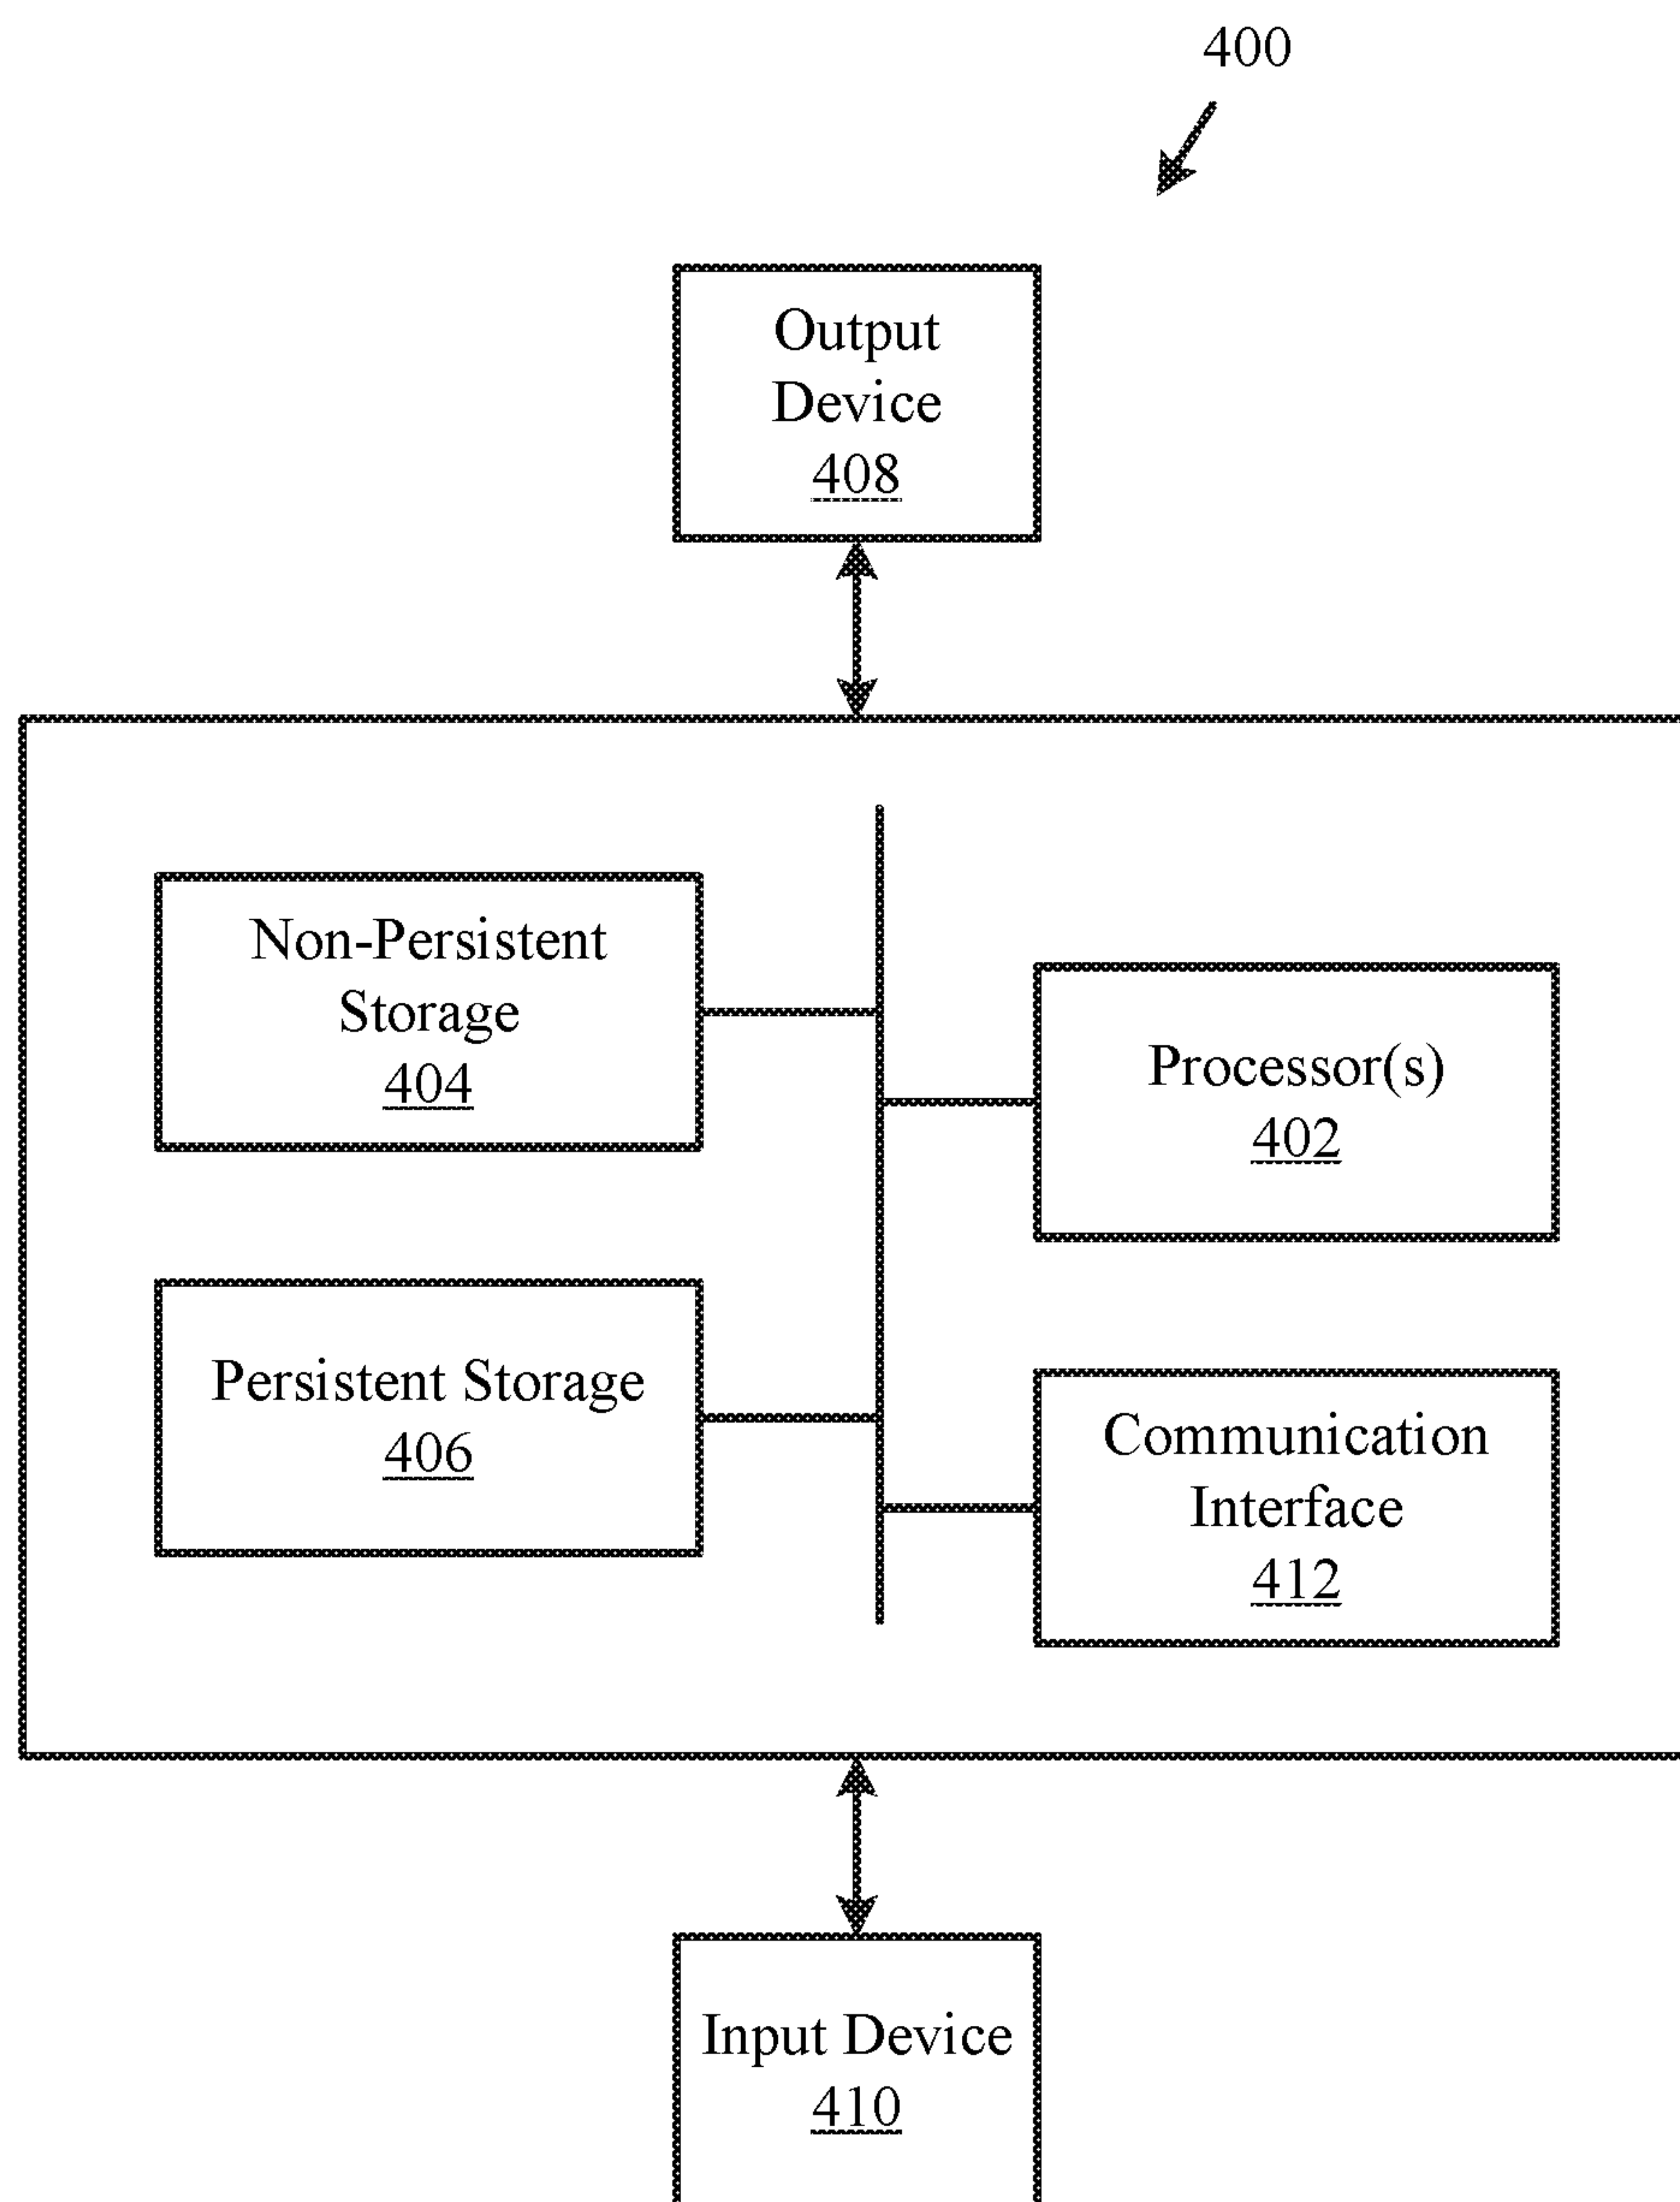 400
Output
Device
408
Non-Persistent
Storage
404
Processor(s)
402
Persistent Storage
406
Communication
Interface
412
Input Device
410